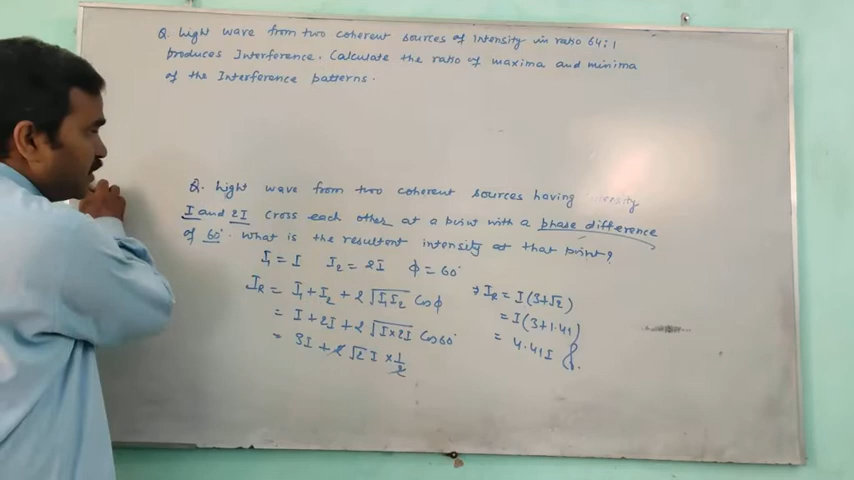 Q. Light wave from two coherent sources of intensity in ratio 64:1
produces Interference. Calculate the ratio of maxima and minima
of the Interference patterns.
Q. Light wave from two coherent sources having intensity
I and 2I cross each other at a point with a phase difference
of 60°. What is the resultent intensity at that point?
I₁ = I I₂ = 2I ϕ = 60°
I_R = I₁ + I₂ + 2√(I₁I₂) Cosϕ
= I + 2I + 2√(I×2I) Cos60°
= 3I + 2√2 I × 1/2
⇒ I_R = I(3+√2)
= I(3+1.41)
= 4.41I